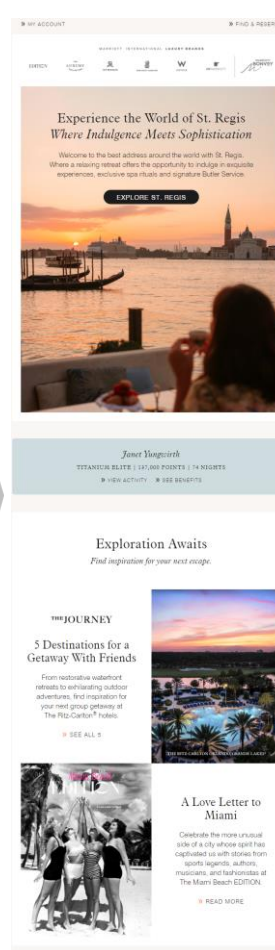 MY ACCOUNT
FIND & RESER
MARRIOTT INTERNATIONAL LUXURY BRANDS
EDITION
W
Experience the World of St. Regis
Where Indulgence Meets Sophistication
Welcome to the best address around the world with St. Regis.
Where a relaxing retreat offers the opportunity to indulge in exquisite
experiences, exclusive spa rituals and signature Butler Service.
EXPLORE ST. REGIS
Janet Yungwirth
TITANIUM ELITE | 187,000 POINTS | 74 NIGHTS
VIEW ACTIVITY
SEE BENEFITS
Exploration Awaits
Find inspiration for your next escape.
THE JOURNEY
5 Destinations for a
Getaway With Friends
From restorative waterfront
retreats to exhilarating outdoor
adventures, find inspiration for
your next group getaway at
The Ritz-Carlton® hotels.
SEE ALL 5
A Love Letter to
Miami
Celebrate the more unusual
side of a city whose spirit has
captivated us with stories from
sports legends, authors,
musicians, and fashionistas at
The Miami Beach EDITION.
READ MORE